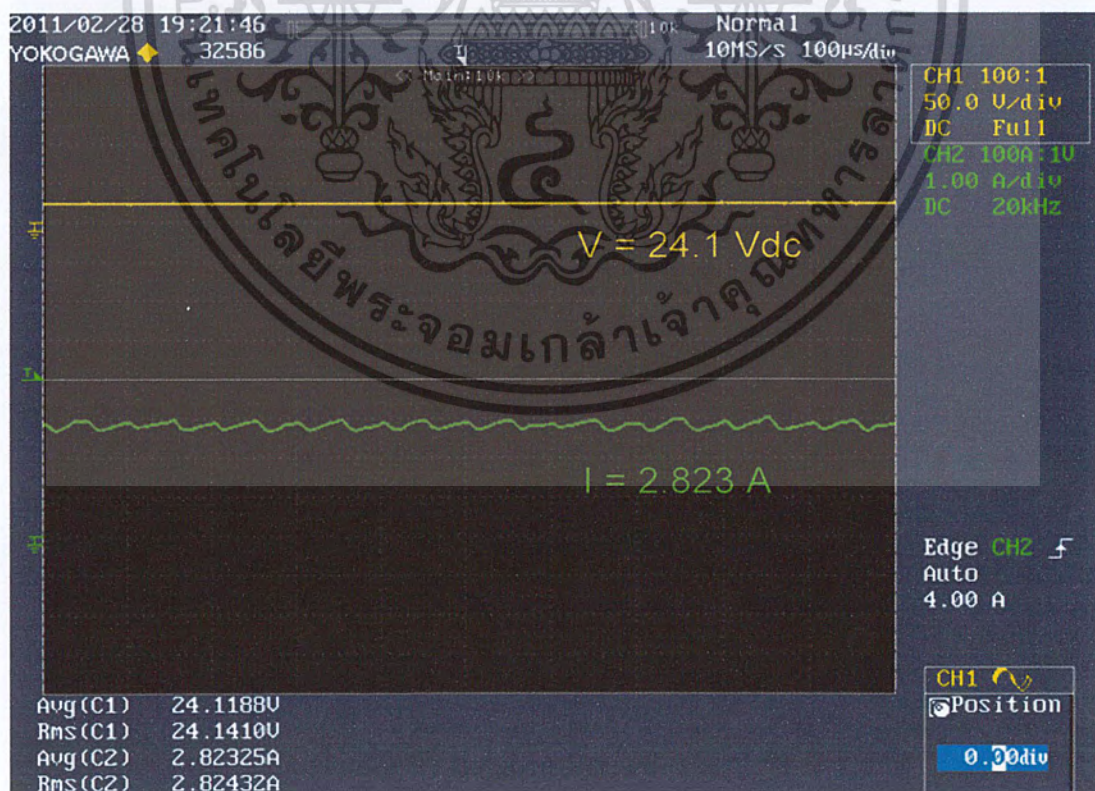 2011/02/28 19:21:46
Normal
YOKOGAWA 32586
10MS/s 100µs/div
10k
<< Main:10k >>
CH1 100:1
50.0 V/div
DC Full
CH2 100A:1V
1.00 A/div
DC 20kHz
V = 24.1 Vdc
เทคโนโลยีพระจอมเกล้าเจ้าคุณทหารลาดกระบัง
I = 2.823 A
Edge CH2
Auto
4.00 A
CH1
Position
0.00div
Avg(C1) 24.1188V
Rms(C1) 24.1410V
Avg(C2) 2.82325A
Rms(C2) 2.82432A